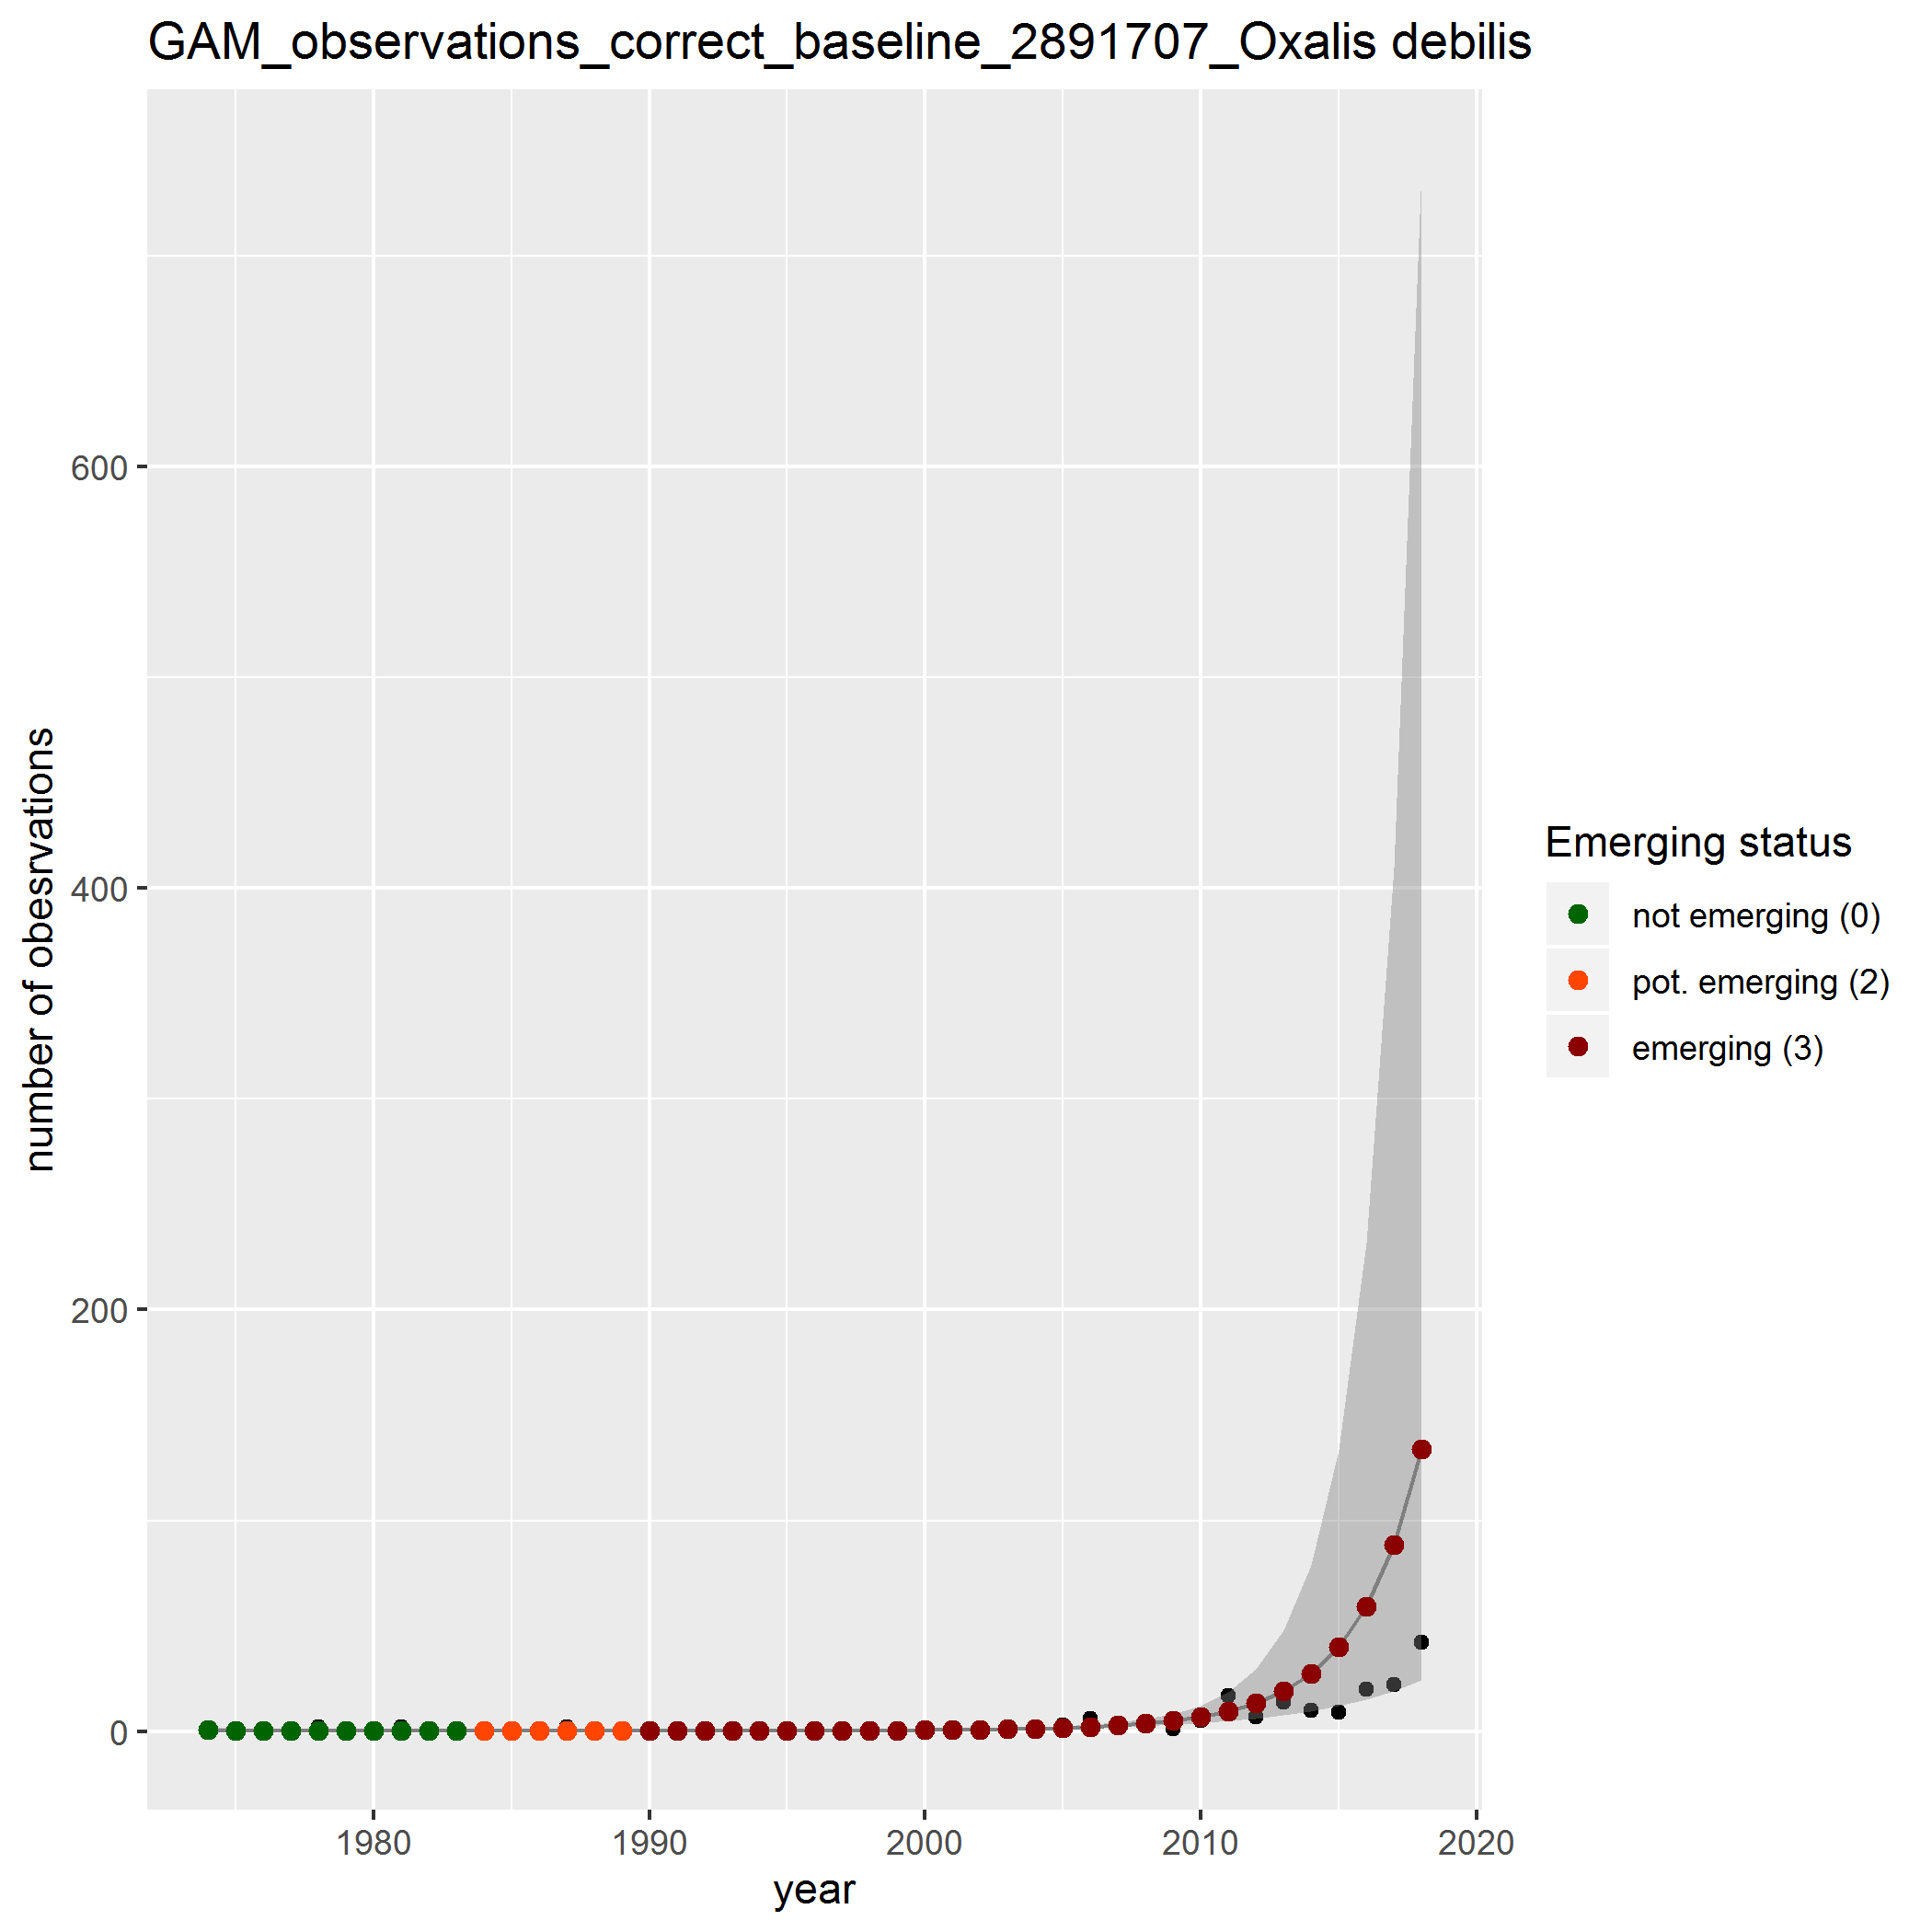 GAM_observations_correct_baseline_2891707_Oxalis debilis
number of obesrvations
600
400
200
0
1980
1990
2000
2010
2020
year
Emerging status
not emerging (0)
pot. emerging (2)
emerging (3)